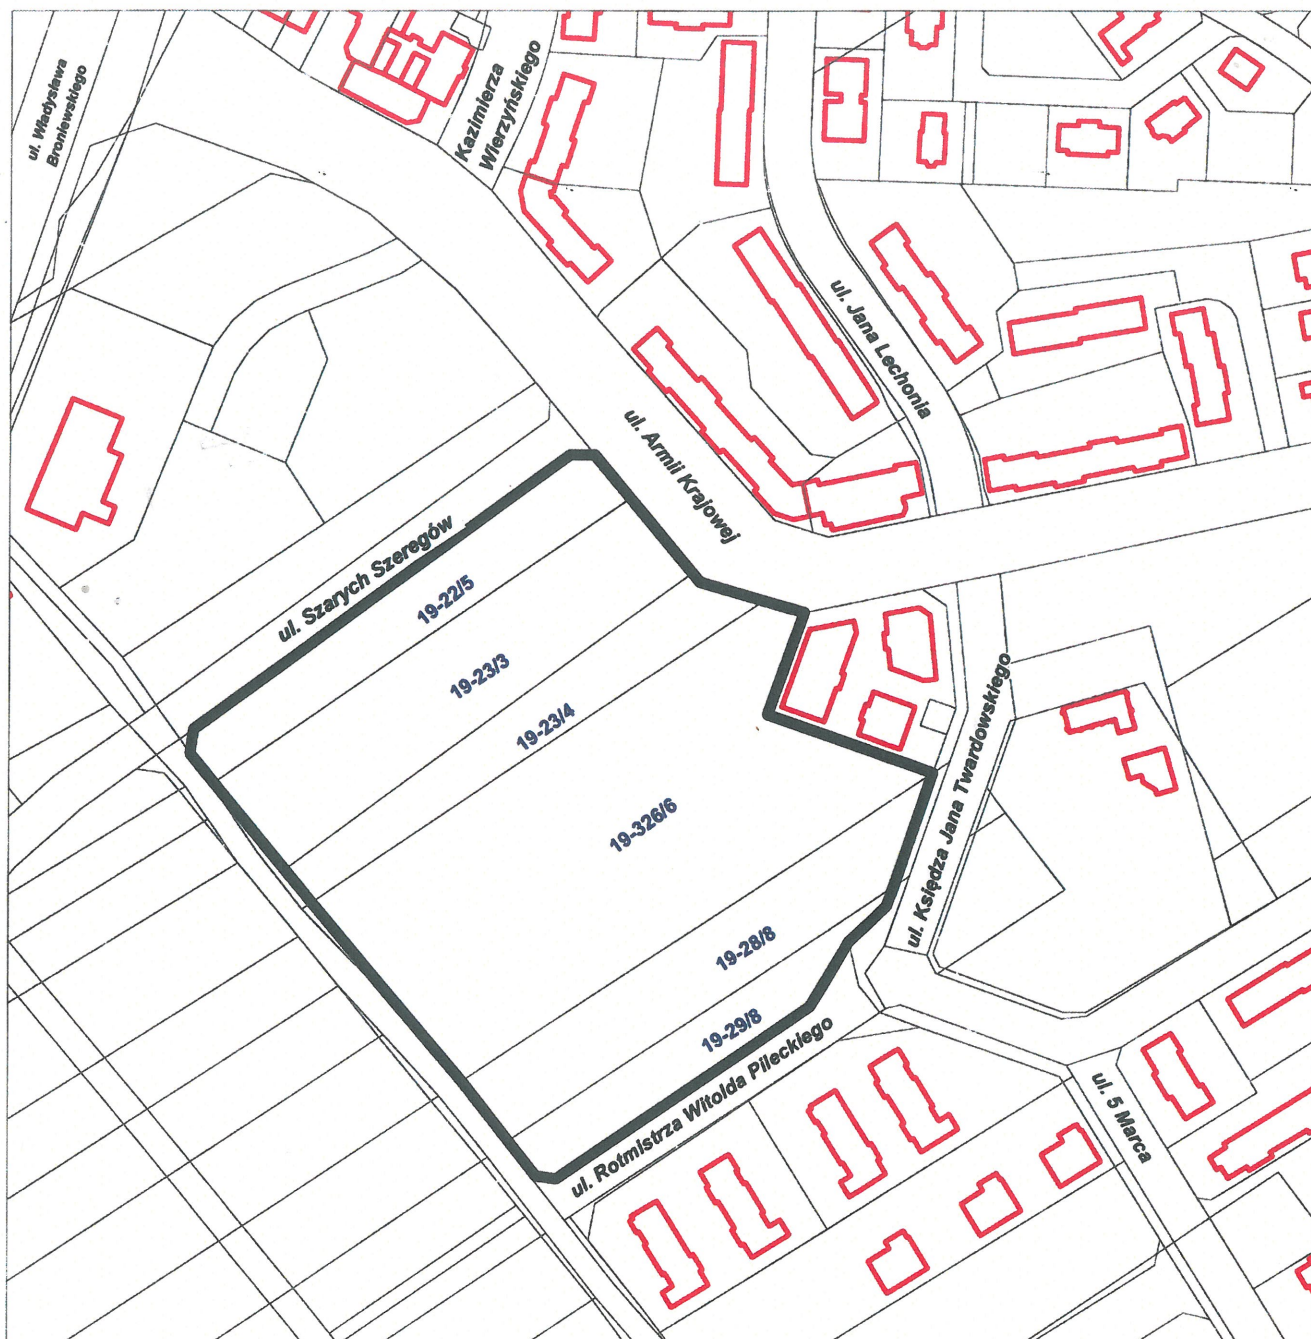 ul. Władysława
Broniewskiego
Kazimierza
Wierzyńskiego
ul. Jana Lechonia
ul. Armii Krajowej
ul. Szarych Szeregów
19-22/5
19-23/3
19-23/4
19-326/6
ul. Księdza Jana Twardowskiego
19-28/8
19-29/8
ul. Rotmistrza Witolda Pileckiego
ul. 5 Marca